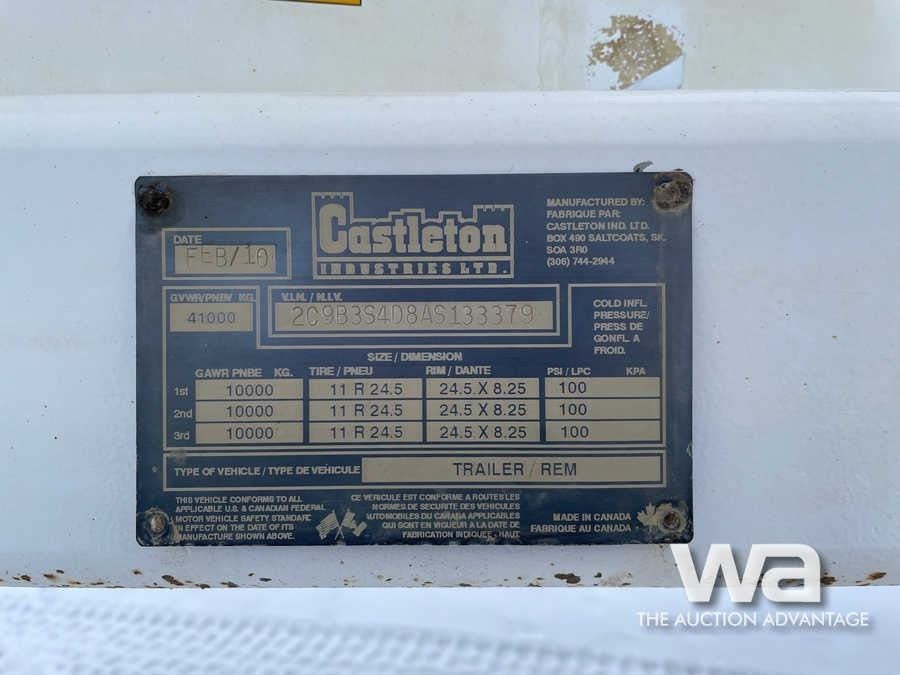 Castleton
INDUSTRIES LTD.
MANUFACTURED BY:
FABRIQUE PAR:
CASTLETON IND. LTD.
BOX 490 SALTCOATS, SK.
SOA 3R0
(306) 744-2944
DATE
FEB/10
GVWR/PNBV KG.
41000
V.I.N. / N.I.V.
2C9B3S4D8AS133379
COLD INFL.
PRESSURE/
PRESS DE
GONFL. A
FROID.
SIZE / DIMENSION
GAWR PNBE KG. TIRE / PNEU RIM / DANTE PSI / LPC KPA
1st 10000 11 R 24.5 24.5 X 8.25 100
2nd 10000 11 R 24.5 24.5 X 8.25 100
3rd 10000 11 R 24.5 24.5 X 8.25 100
TYPE OF VEHICLE / TYPE DE VEHICULE TRAILER / REM
THIS VEHICLE CONFORMS TO ALL
APPLICABLE U.S. & CANADIAN FEDERAL
MOTOR VEHICLE SAFETY STANDARDS
IN EFFECT ON THE DATE OF ITS
MANUFACTURE SHOWN ABOVE.
CE VERICULE EST CONFORME A ROUTES LES
NORMES DE SECURITE DES VEHICULES
AUTOMOBILES DU CANADA APPLICABLES
QUI SONT EN VIGUEUR A LA DATE DE
FABRICATION INDIQUEE - HAUT
MADE IN CANADA
FABRIQUE AU CANADA
wa
THE AUCTION ADVANTAGE